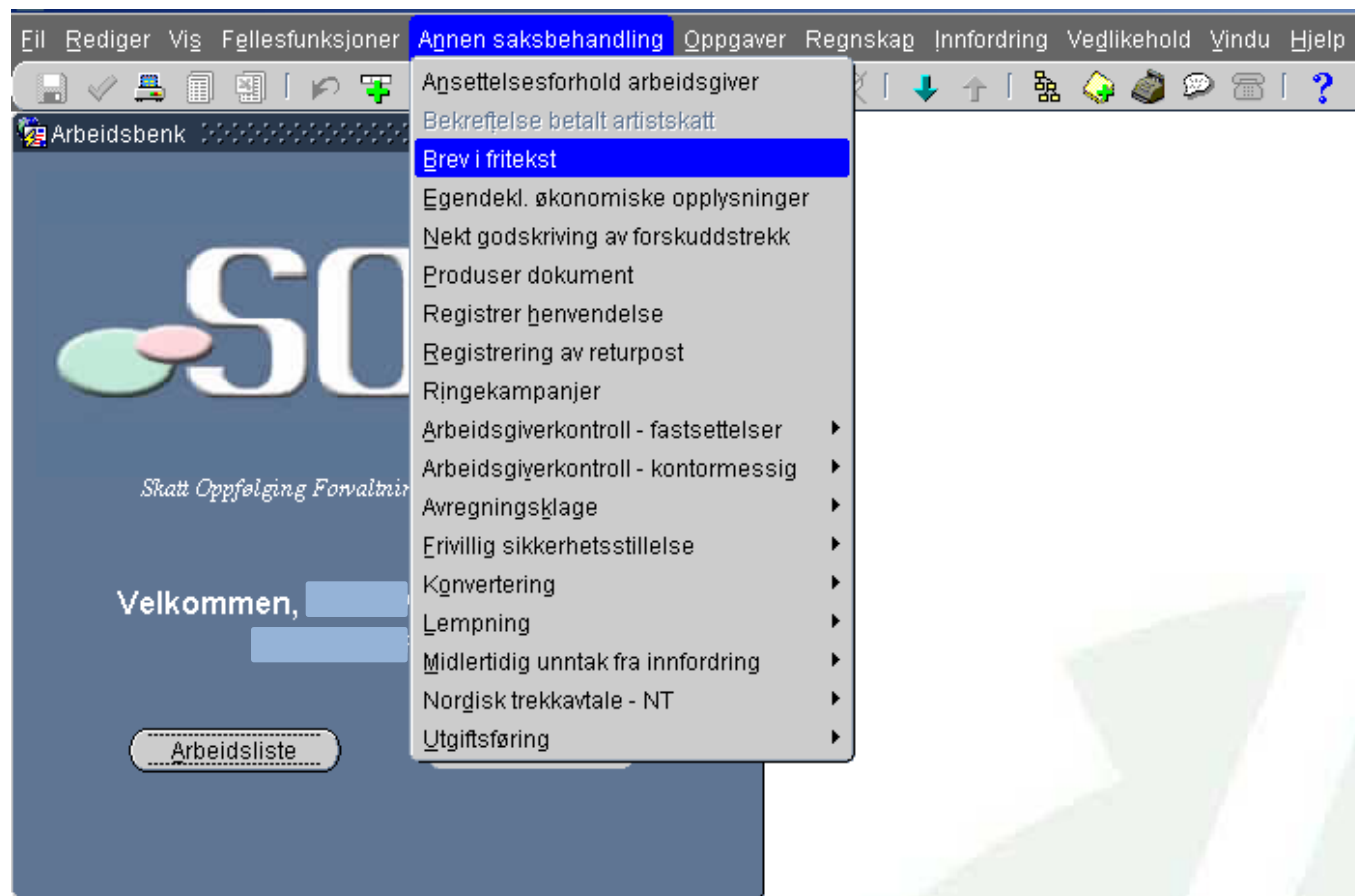 Fil Rediger Vis Fellesfunksjoner Annen saksbehandling Oppgaver Regnskap Innfordring Vedlikehold Vindu Hjelp
Arbeidsbenk
Ansettelsesforhold arbeidsgiver
Bekreftelse betalt artistskatt
Brev i fritekst
Egendekl. økonomiske opplysninger
Nekt godskriving av forskuddstrekk
Produser dokument
Registrer henvendelse
Registrering av returpost
Ringekampanjer
Arbeidsgiverkontroll - fastsettelser
Arbeidsgiverkontroll - kontormessig
Avregningsklage
Frivillig sikkerhetsstillelse
Konvertering
Lempning
Midlertidig unntak fra innfordring
Nordisk trekkavtale - NT
Utgiftsføring
SO
Skatt Oppfølging
Velkommen,
Arbeidsliste